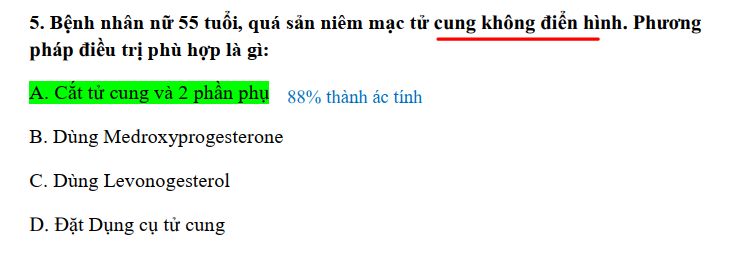 5. Bệnh nhân nữ 55 tuổi, quá sản niêm mạc tử cung không điển hình. Phương
pháp điều trị phù hợp là gì:
A. Cắt tử cung và 2 phần phụ 88% thành ác tính
B. Dùng Medroxyprogesterone
C. Dùng Levonogesterol
D. Đặt Dụng cụ tử cung